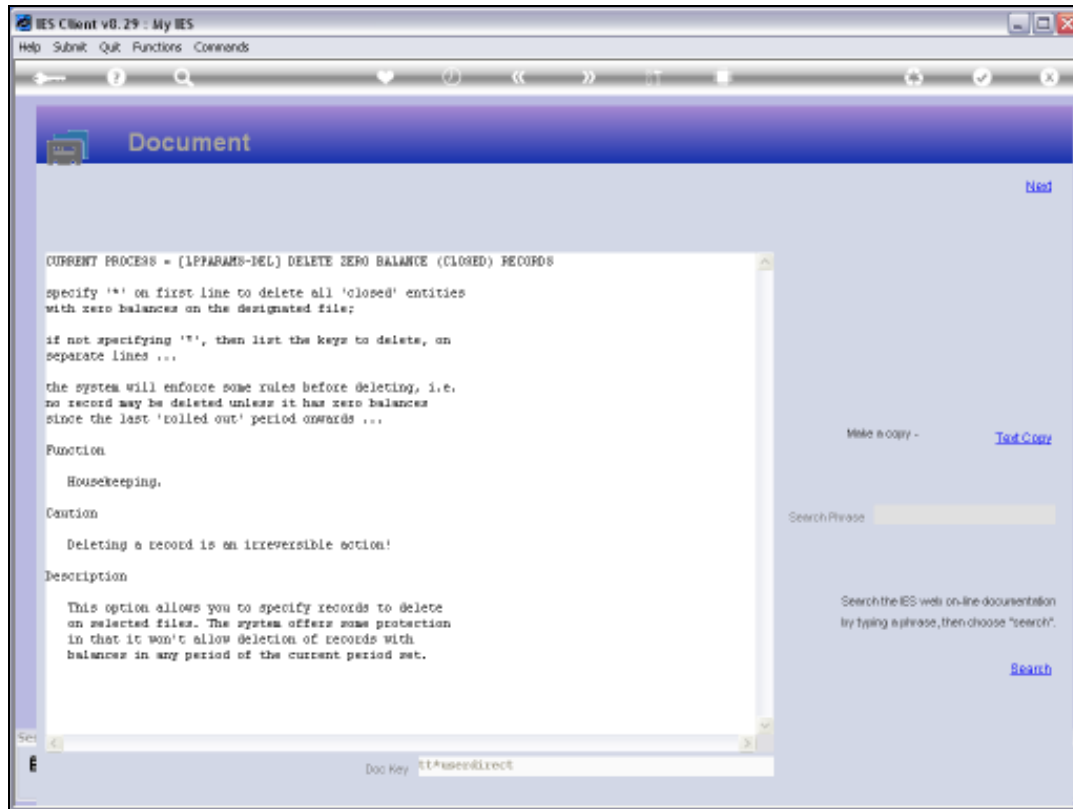 IES Client v8.29 : My IES
Help Submit Quit Functions Commands
Document
Next
CURRENT PROCESS = [1PPARAMS-DEL] DELETE ZERO BALANCE (CLOSED) RECORDS
specify '*' on first line to delete all 'closed' entities
with zero balances on the designated file;
if not specifying '*', then list the keys to delete, on
separate lines ...
the system will enforce some rules before deleting, i.e.
no record may be deleted unless it has zero balances
since the last 'rolled out' period onwards ...
Function
Housekeeping.
Caution
Deleting a record is an irreversible action!
Description
This option allows you to specify records to delete
on selected files. The system offers some protection
in that it won't allow deletion of records with
balances in any period of the current period set.
Make a copy -
Text Copy
Search Phrase
Search the IES web on-line documentation
by typing a phrase, then choose "search".
Search
Doc Key tt*userdirect